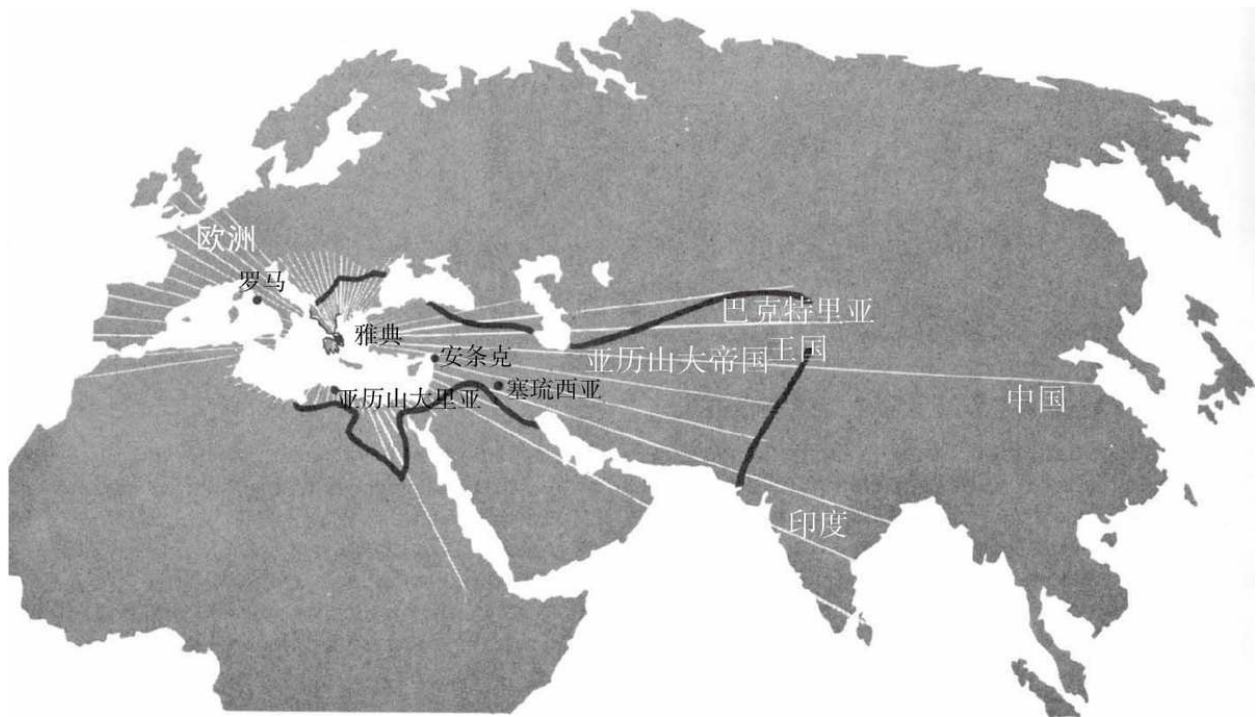 欧洲
罗马
巴克特里亚
雅典
王国
安条克
亚历山大帝国
塞琉西亚
亚历山大里亚
中国
印度